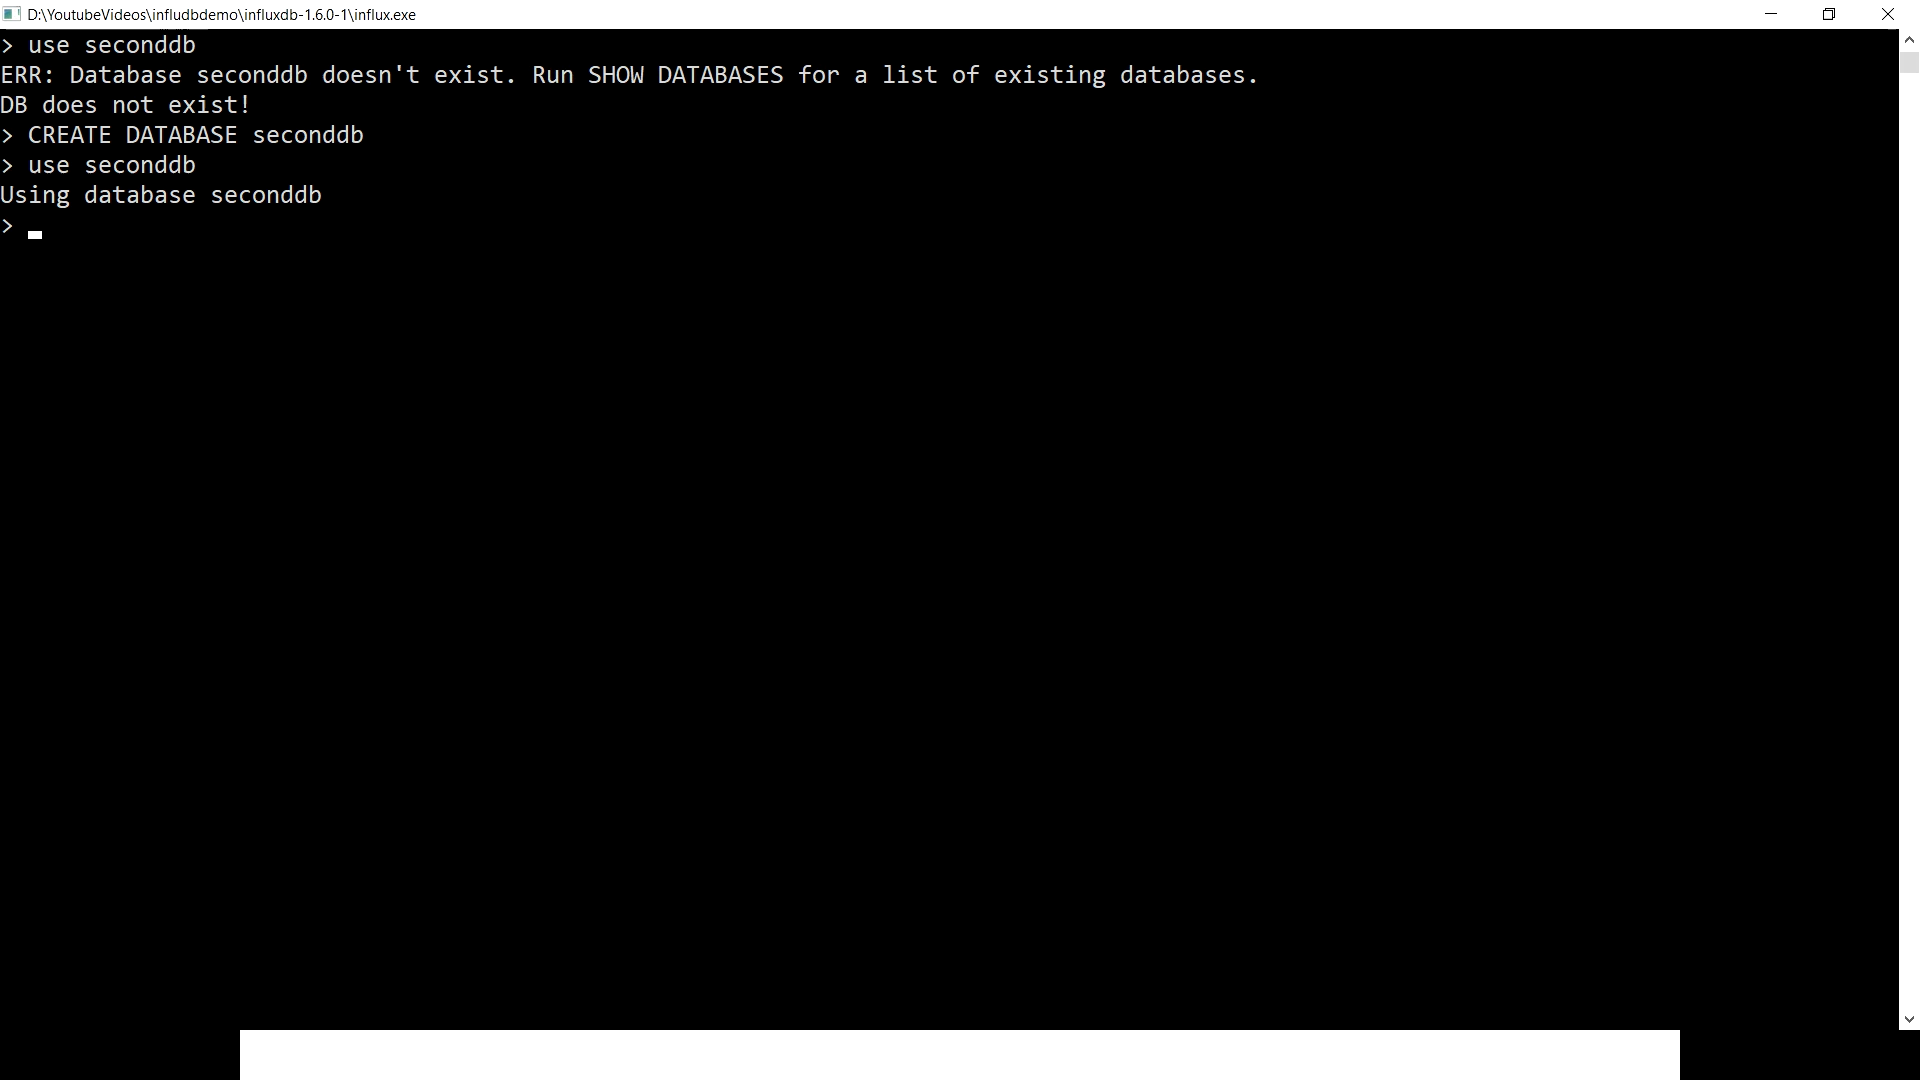 D:\YoutubeVideos\infludbdemo\influxdb-1.6.0-1\influx.exe
> use seconddb
ERR: Database seconddb doesn't exist. Run SHOW DATABASES for a list of existing databases.
DB does not exist!
> CREATE DATABASE seconddb
> use seconddb
Using database seconddb
>